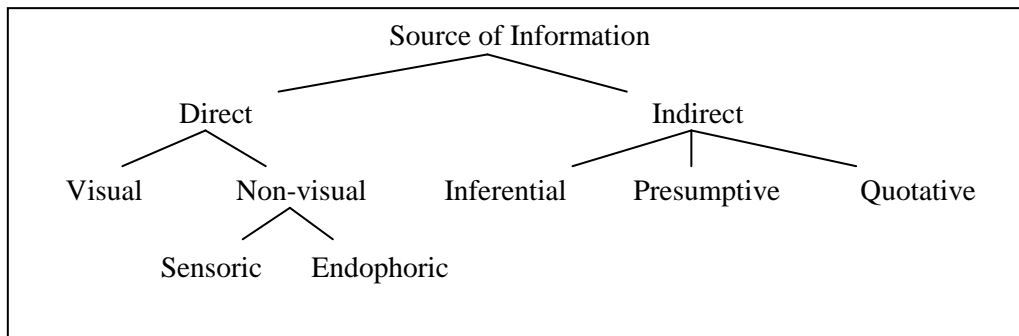 Source of Information
Direct Indirect
Visual Non-visual Inferential Presumptive Quotative
Sensoric Endophoric